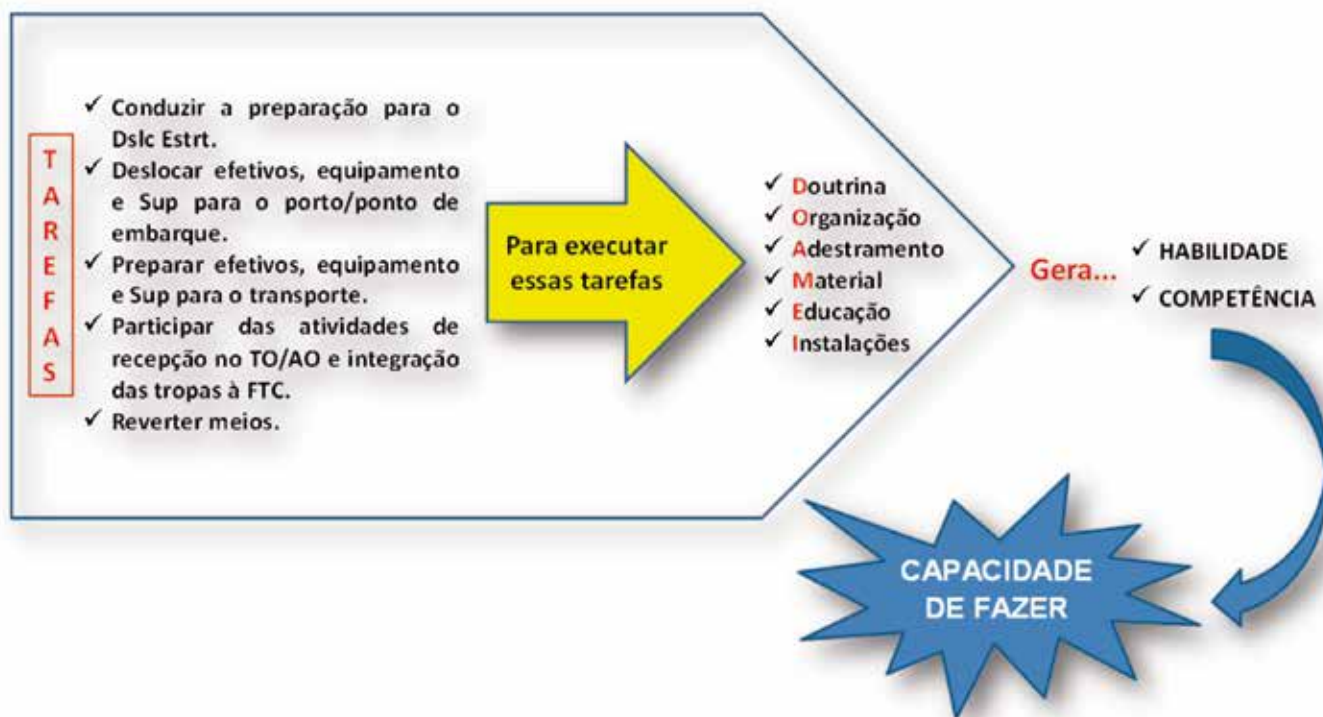 TAREFAS
✓ Conduzir a preparação para o
Dslc Estrt.
✓ Deslocar efetivos, equipamento
e Sup para o porto/ponto de
embarque.
✓ Preparar efetivos, equipamento
e Sup para o transporte.
✓ Participar das atividades de
recepção no TO/AO e integração
das tropas à FTC.
✓ Reverter meios.
Para executar
essas tarefas
✓ Doutrina
✓ Organização
✓ Adestramento
✓ Material
✓ Educação
✓ Instalações
Gera...
✓ HABILIDADE
✓ COMPETÊNCIA
CAPACIDADE
DE FAZER